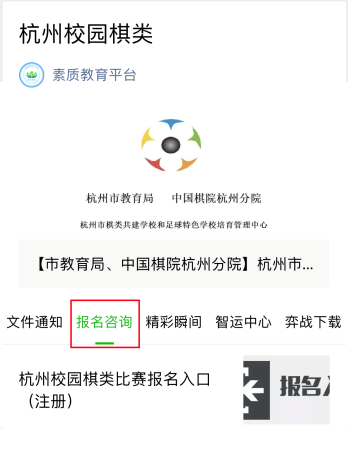 杭州校园棋类
素质教育平台
杭州市教育局 中国棋院杭州分院
杭州市棋类共建学校和足球特色学校培育管理中心
【市教育局、中国棋院杭州分院】杭州市...
文件通知 报名咨询 精彩瞬间 智运中心 弈战下载
杭州校园棋类比赛报名入口
（注册）
报名入